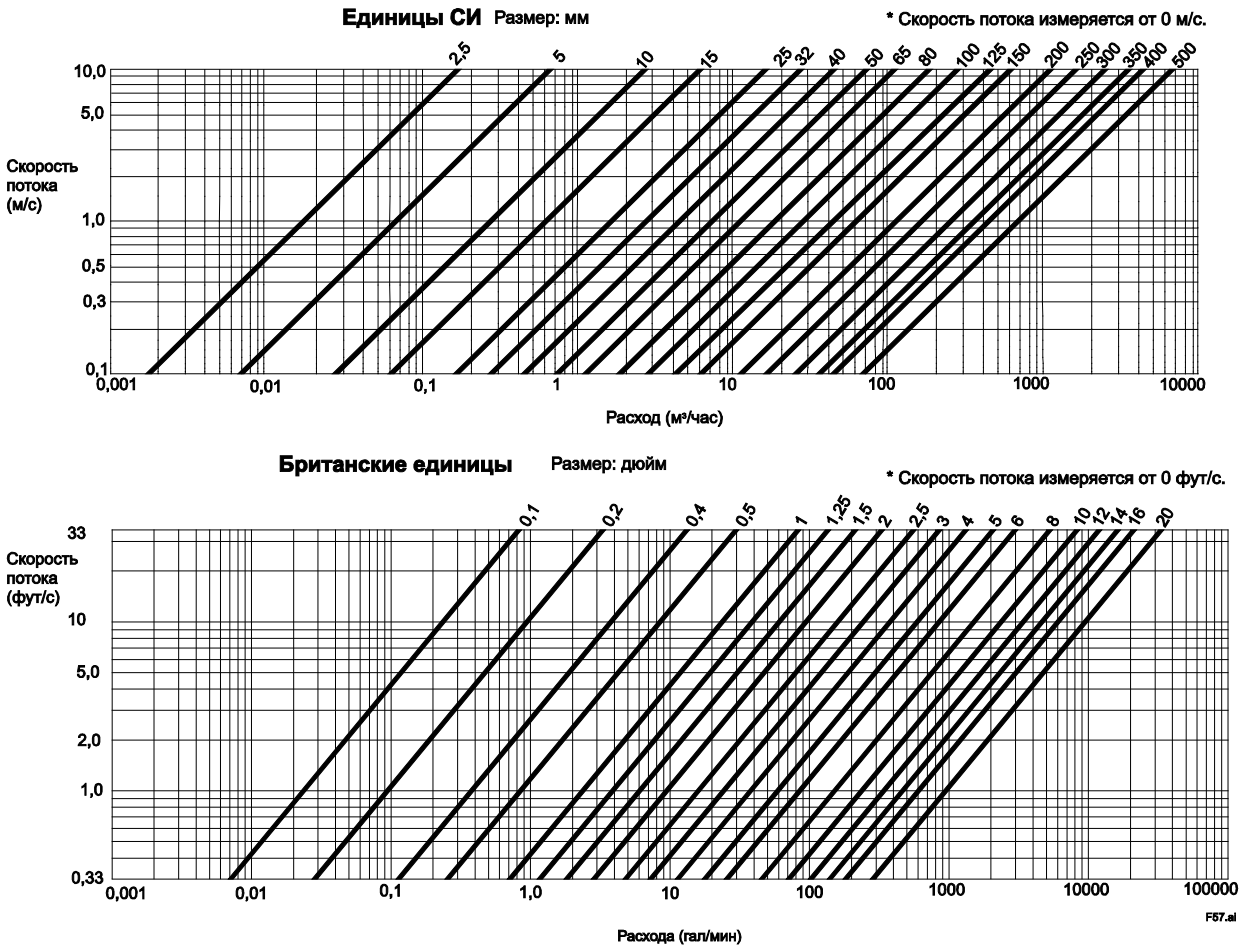 Единицы СИ Размер: мм
* Скорость потока измеряется от 0 м/с.
2,5 5 10 15 25 32 40 50 65 80 100 125 150 200 250 300 350 400 500
10,0
5,0
Скорость
потока
(м/с)
1,0
0,5
0,3
0,1
0,001 0,01 0,1 1 10 100 1000 10000
Расход (м³/час)
Британские единицы Размер: дюйм
* Скорость потока измеряется от 0 фут/с.
0,1 0,2 0,4 0,5 1 1,25 1,5 2 2,5 3 4 5 6 8 10 12 14 16 20
33
Скорость
потока
(фут/с)
10
5,0
2,0
1,0
0,33
0,001 0,01 0,1 1,0 10 100 1000 10000 100000
F57.ai
Расхода (гал/мин)